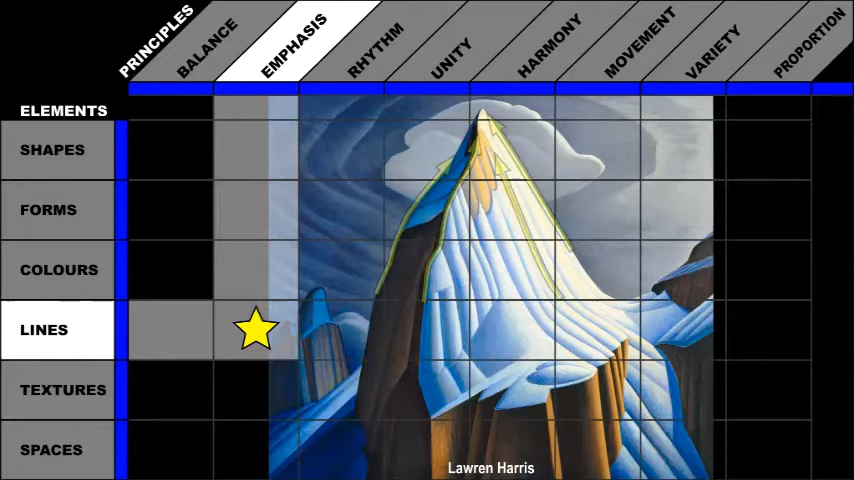 PRINCIPLES
BALANCE
EMPHASIS
RHYTHM
UNITY
HARMONY
MOVEMENT
VARIETY
PROPORTION
ELEMENTS
SHAPES
FORMS
COLOURS
LINES
TEXTURES
SPACES
Lawren Harris